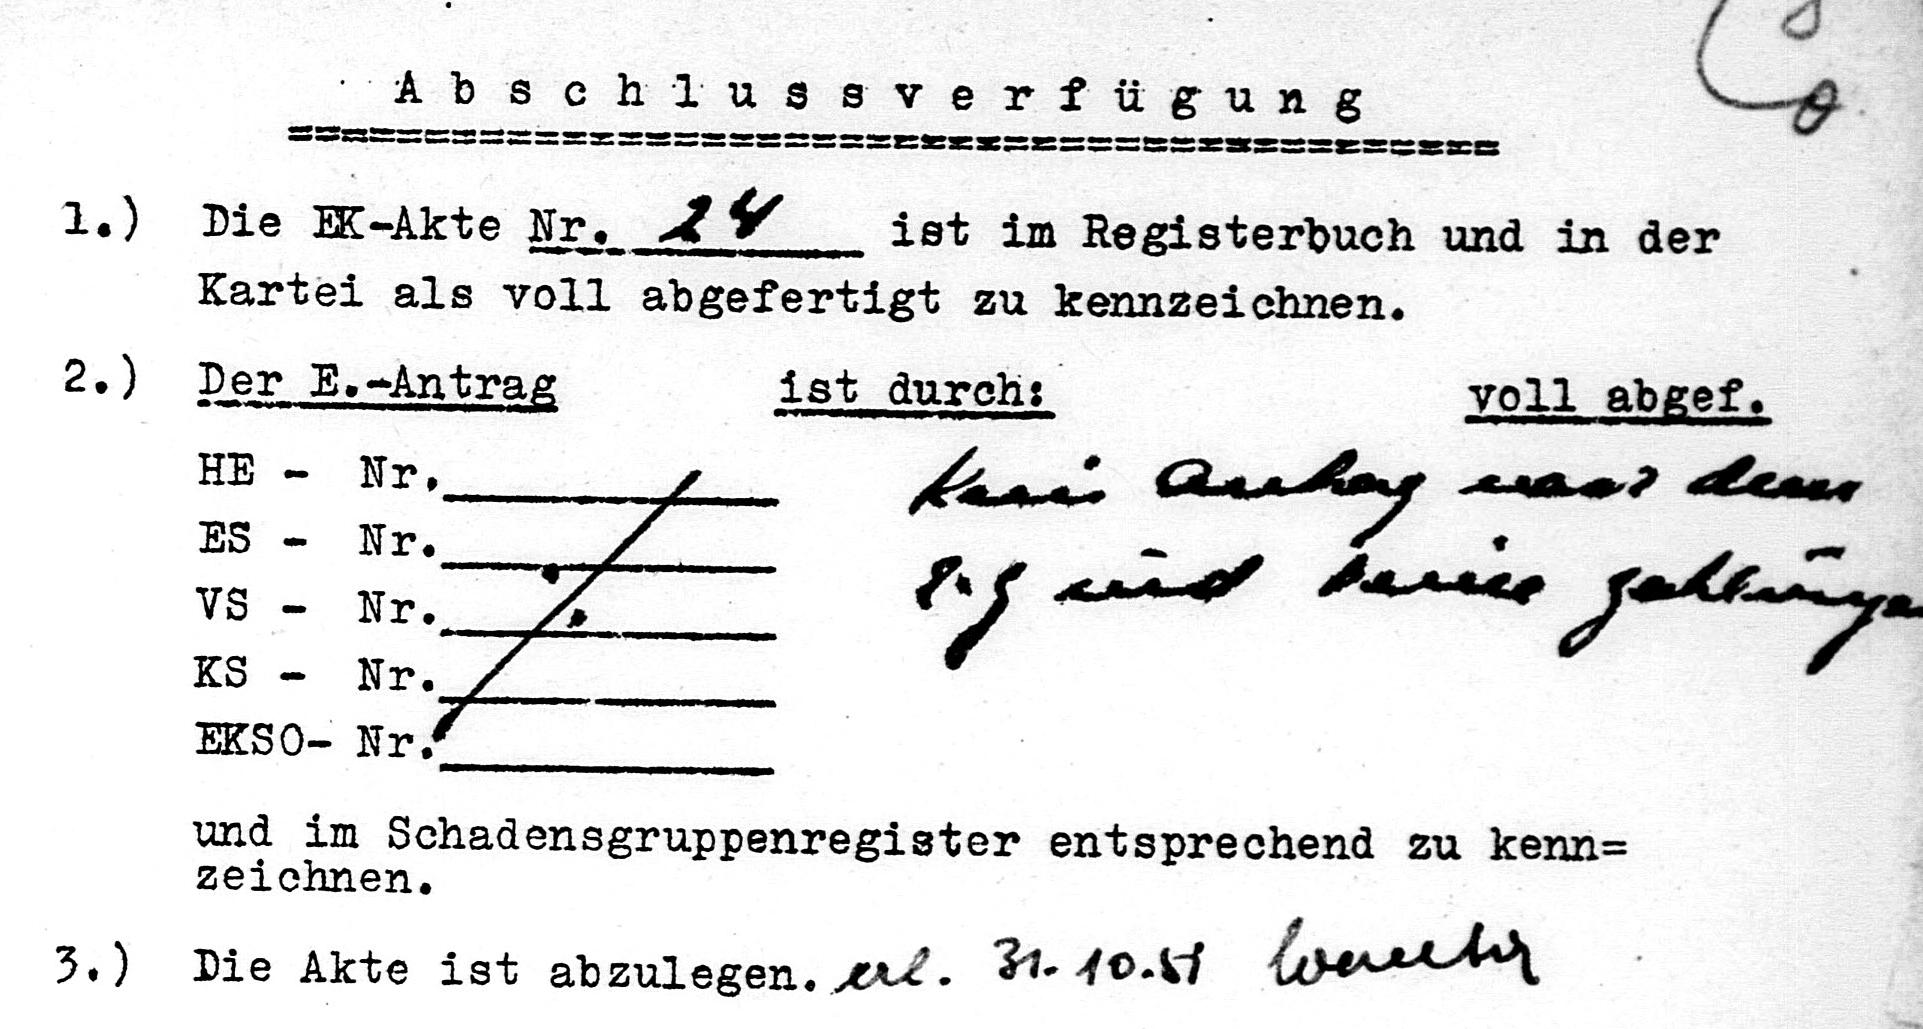 Abschlussverfügung
1.) Die EK-Akte Nr. 24 ist im Registerbuch und in der
Kartei als voll abgefertigt zu kennzeichnen.
2.) Der E.-Antrag ist durch: voll abgef.
HE - Nr. Kein Antrag nach dem
ES - Nr.
und keine Zahlungen
VS - Nr.
KS - Nr.
EKSO- Nr.
und im Schadensgruppenregister entsprechend zu kenn=
zeichnen.
3.) Die Akte ist abzulegen. erl. 31.10.51